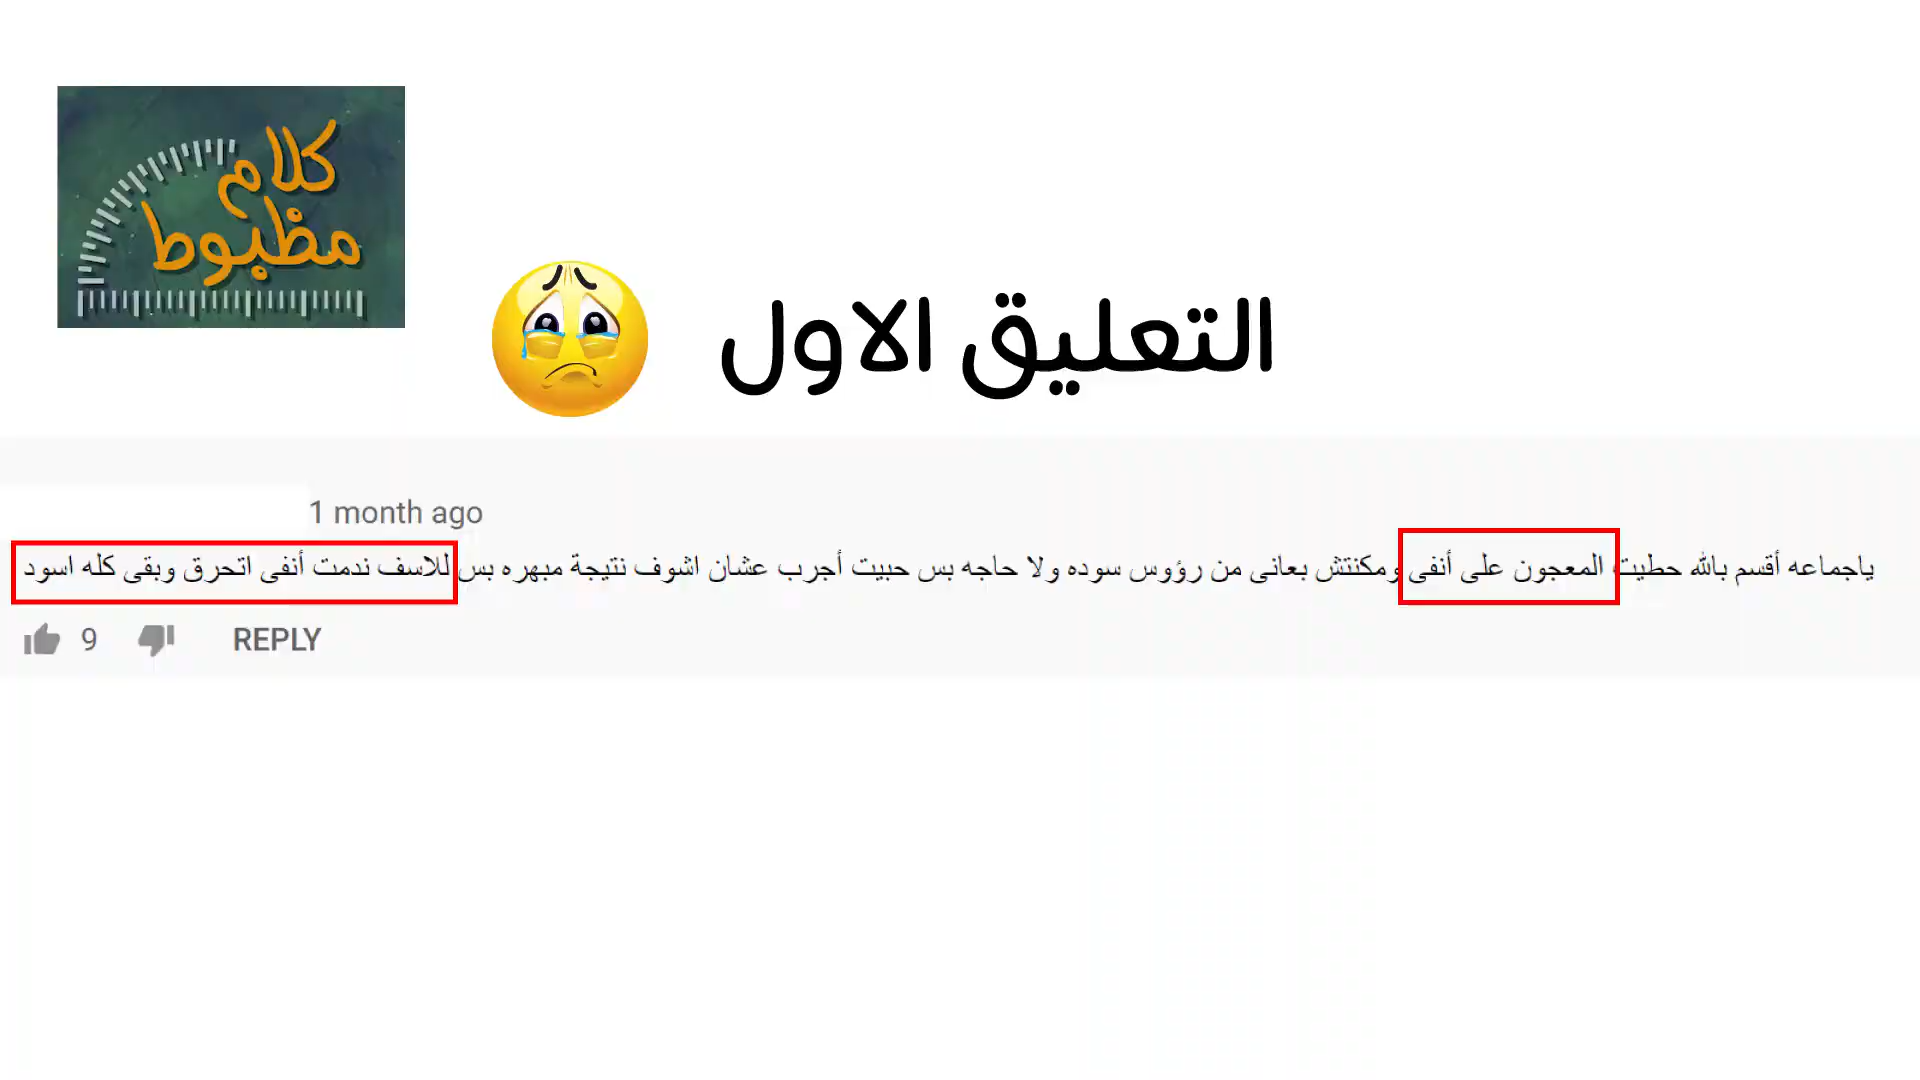 كلام
مظبوط
التعليق الاول
1 month ago
ياجماعه أقسم بالله حطيت المعجون على أنفى ومكنتش بعانى من رؤوس سوده ولا حاجه بس حبيت أجرب عشان اشوف نتيجة مبهره بس للاسف ندمت أنفى اتحرق وبقى كله اسود
9 REPLY